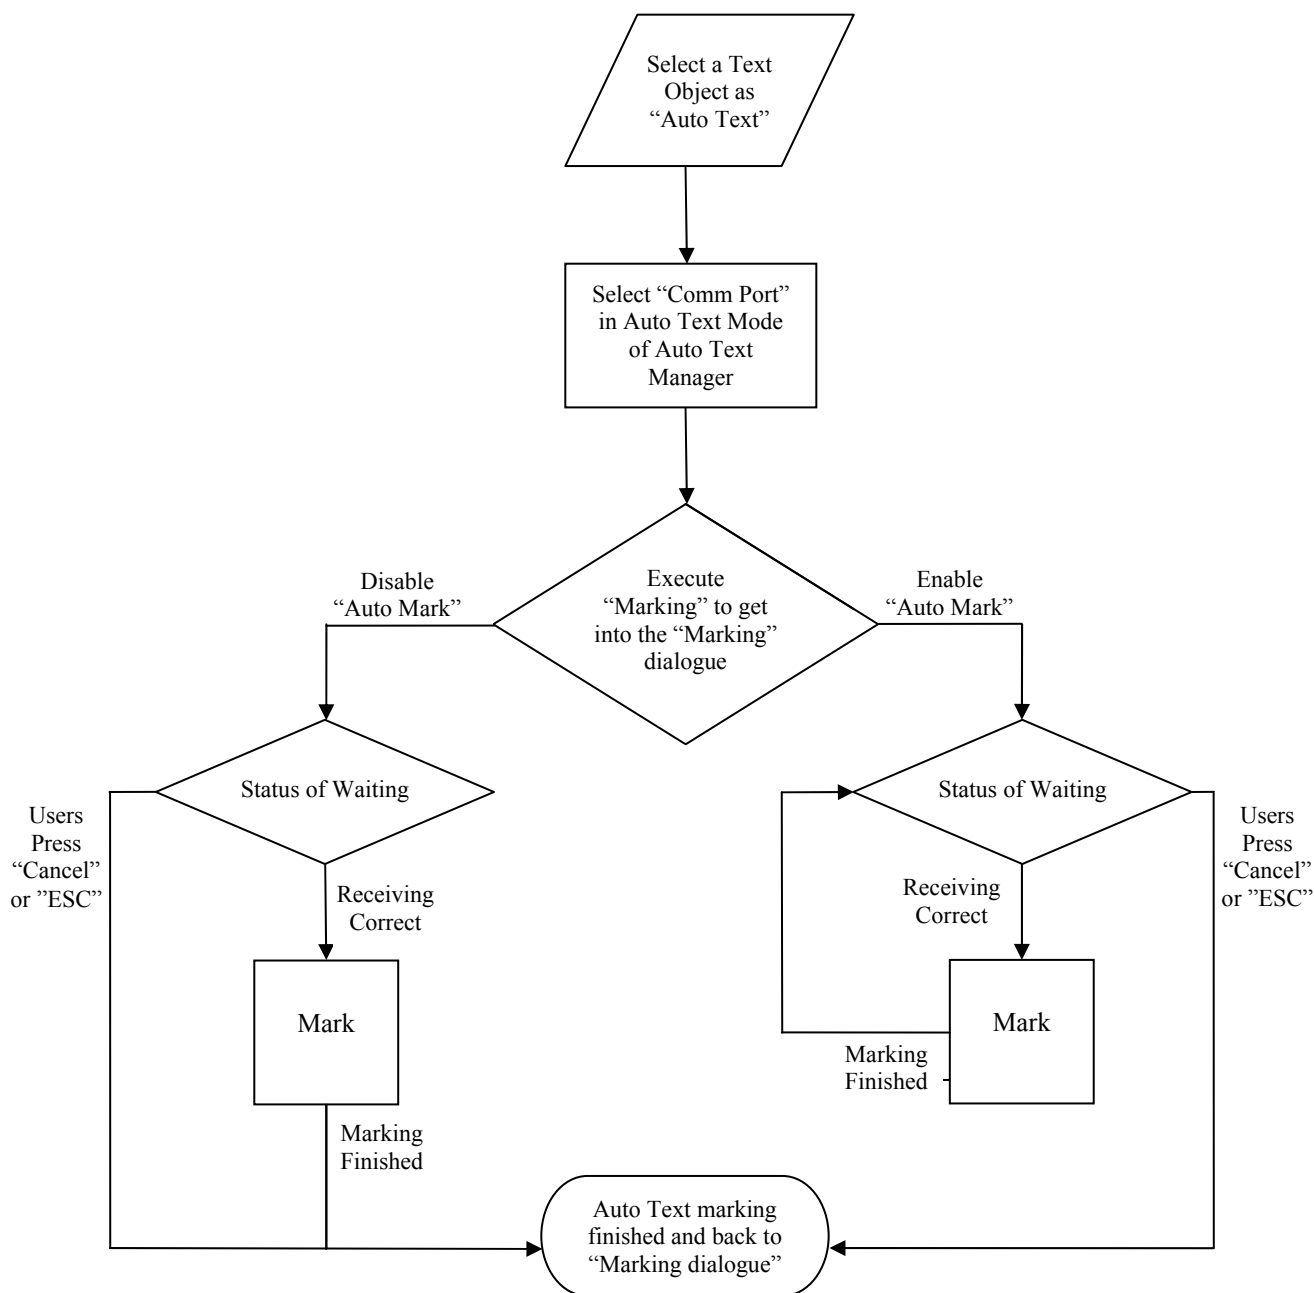 Select a Text
Object as
“Auto Text”
Select “Comm Port”
in Auto Text Mode
of Auto Text
Manager
Disable
“Auto Mark”
Execute
“Marking” to get
into the “Marking”
dialogue
Enable
“Auto Mark”
Status of Waiting
Status of Waiting
Users
Press
“Cancel”
or ”ESC”
Users
Press
“Cancel”
or ”ESC”
Receiving
Correct
Receiving
Correct
Mark
Mark
Marking
Finished
Marking
Finished
Auto Text marking
finished and back to
“Marking dialogue”